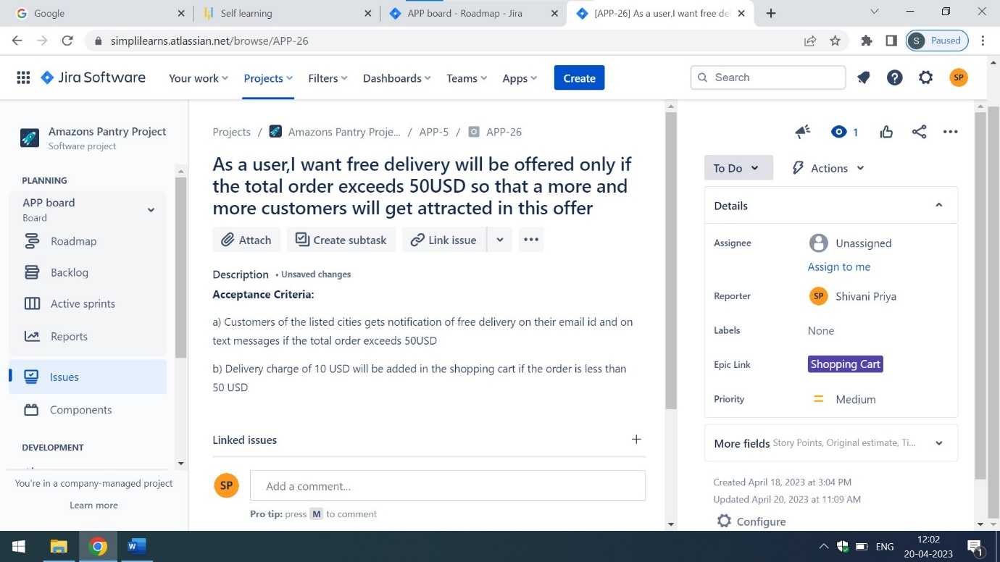 Google
Self learning
APP board - Roadmap - Jira
[APP-26] As a user,I want free de
simplilearns.atlassian.net/browse/APP-26
S Paused
Jira Software
Your work
Projects
Filters
Dashboards
Teams
Apps
Create
Search
SP
Amazons Pantry Project
Software project
PLANNING
APP board
Board
Roadmap
Backlog
Active sprints
Reports
Issues
Components
DEVELOPMENT
You're in a company-managed project
Learn more
Projects / Amazons Pantry Proje... / APP-5 / APP-26
As a user,I want free delivery will be offered only if
the total order exceeds 50USD so that a more and
more customers will get attracted in this offer
Attach
Create subtask
Link issue
Description • Unsaved changes
Acceptance Criteria:
a) Customers of the listed cities gets notification of free delivery on their email id and on
text messages if the total order exceeds 50USD
b) Delivery charge of 10 USD will be added in the shopping cart if the order is less than
50 USD
Linked issues
SP
Add a comment...
Pro tip: press M to comment
1
To Do
Actions
Details
Assignee
Unassigned
Assign to me
Reporter
SP Shivani Priya
Labels
None
Epic Link
Shopping Cart
Priority
Medium
More fields Story Points, Original estimate, Ti...
Created April 18, 2023 at 3:04 PM
Updated April 20, 2023 at 11:09 AM
Configure
W
ENG
12:02
20-04-2023
1